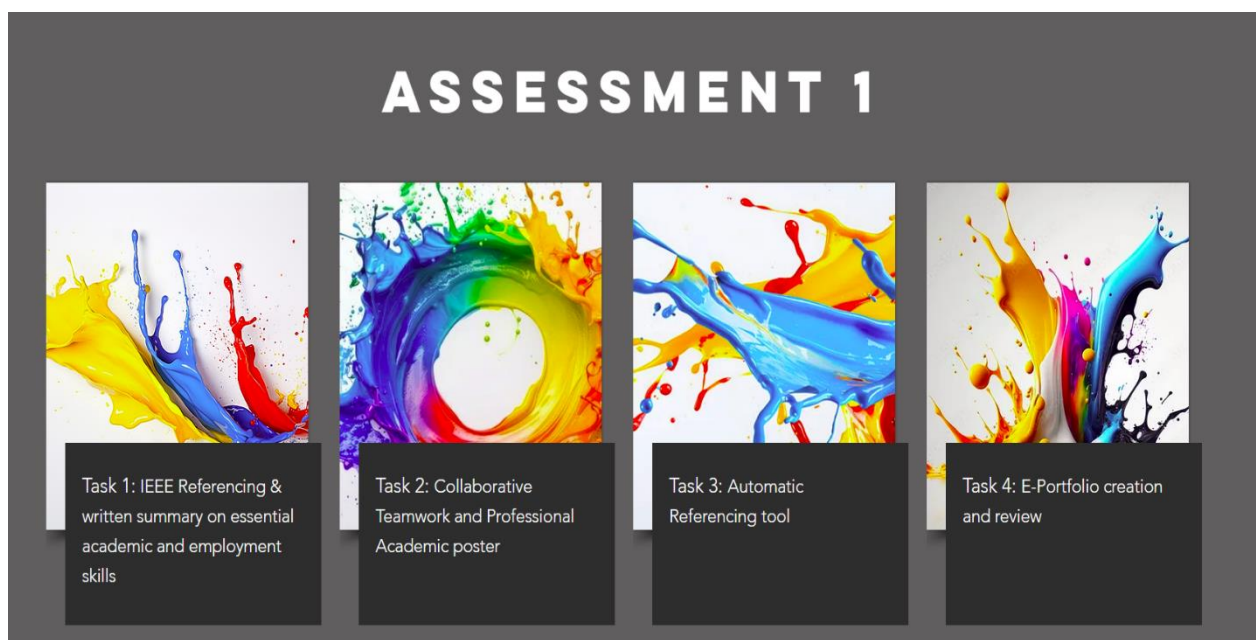 ASSESSMENT 1
Task 1: IEEE Referencing &
written summary on essential
academic and employment
skills
Task 2: Collaborative
Teamwork and Professional
Academic poster
Task 3: Automatic
Referencing tool
Task 4: E-Portfolio creation
and review